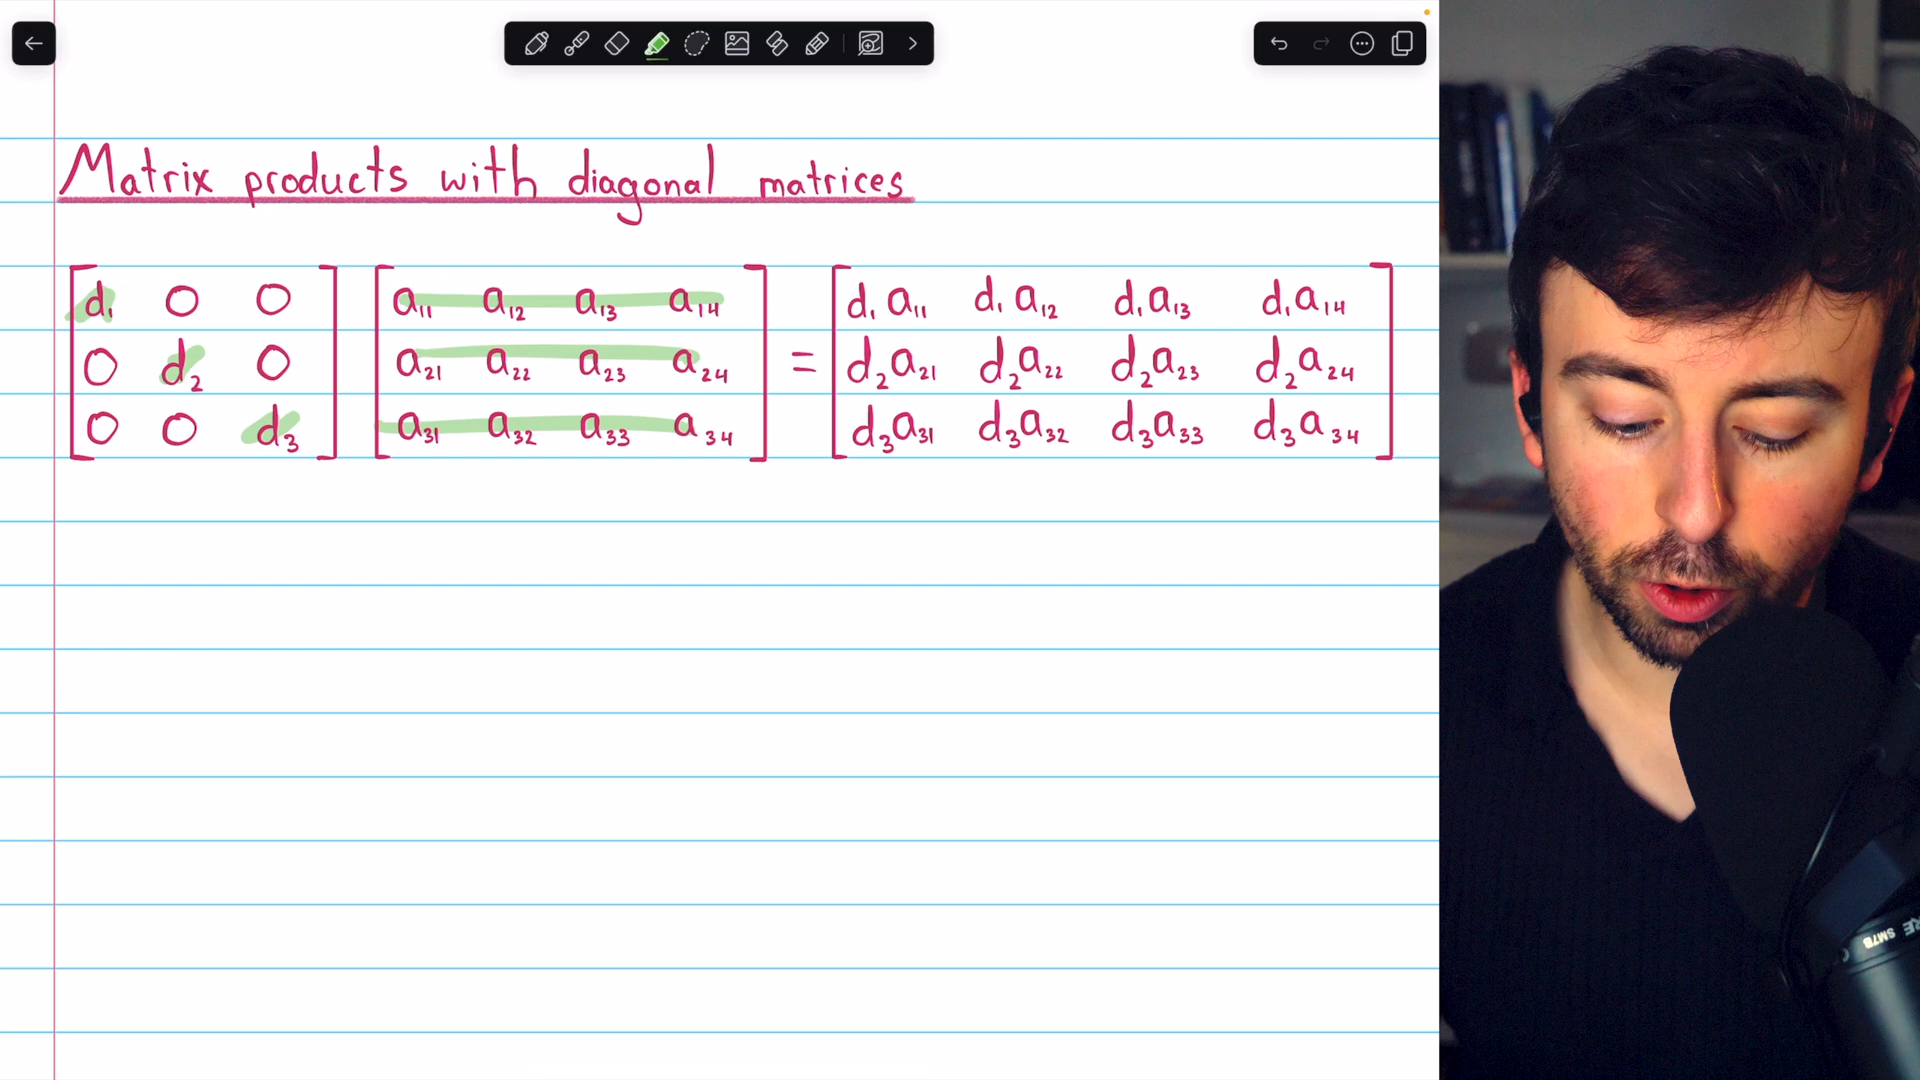 Matrix products with diagonal matrices
[d₁ 0 0] [a₁₁ a₁₂ a₁₃ a₁₄] [d₁a₁₁ d₁a₁₂ d₁a₁₃ d₁a₁₄]
[0 d₂ 0] [a₂₁ a₂₂ a₂₃ a₂₄] = [d₂a₂₁ d₂a₂₂ d₂a₂₃ d₂a₂₄]
[0 0 d₃] [a₃₁ a₃₂ a₃₃ a₃₄] [d₃a₃₁ d₃a₃₂ d₃a₃₃ d₃a₃₄]
SM7B